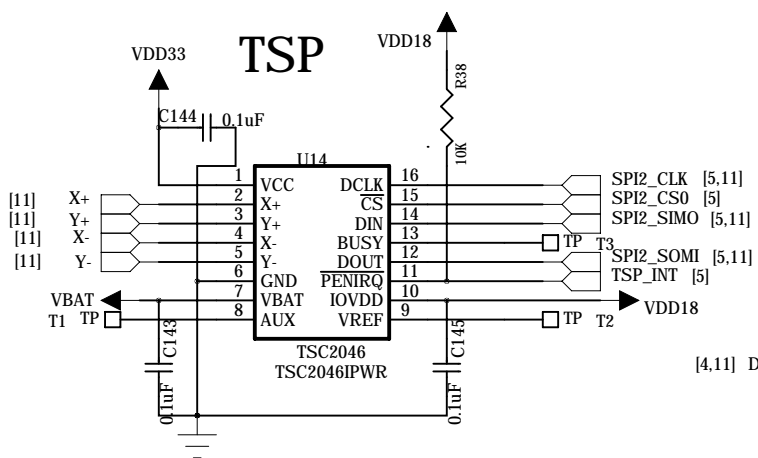 TSP
VDD33
VDD18
R38
10K
C144
0.1uF
U14
1 VCC DCLK 16 SPI2_CLK [5,11]
[11] X+ 2 X+ CS 15 SPI2_CS0 [5]
[11] Y+ 3 Y+ DIN 14 SPI2_SIMO [5,11]
[11] X- 4 X- BUSY 13 TP T3
[11] Y- 5 Y- DOUT 12 SPI2_SOMI [5,11]
6 GND PENIRQ 11 TSP_INT [5]
VBAT 7 VBAT IOVDD 10 VDD18
T1 TP 8 AUX VREF 9 TP T2
C143
0.1uF
C145
0.1uF
TSC2046
TSC2046IPWR
[4,11] D